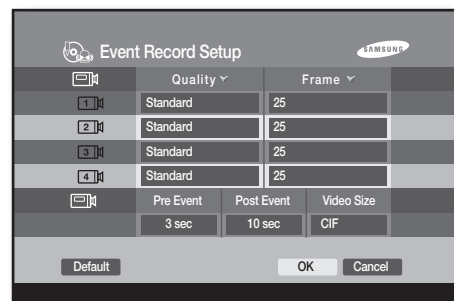 Event Record Setup
SAMSUNG
Quality Frame
1 Standard 25
2 Standard 25
3 Standard 25
4 Standard 25
Pre Event Post Event Video Size
3 sec 10 sec CIF
Default OK Cancel